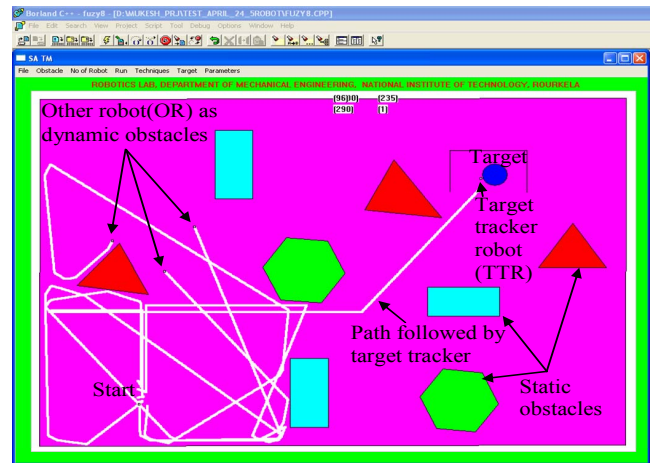 Borland C++ - fuzy8 - [D:\MUKESH_PRJ\TEST_APRIL_24_5ROBOT\FUZY8.CPP]
File Edit Search View Project Script Tool Debug Options Window Help
SA TM
File Obstacle No of Robot Run Techniques Target Parameters
ROBOTICS LAB, DEPARTMENT OF MECHANICAL ENGINEERING, NATIONAL INSTITUTE OF TECHNOLOGY, ROURKELA
(96)0) (235)
(290) (1)
Other robot(OR) as
dynamic obstacles
Target
Target
tracker
robot
(TTR)
Path followed by
target tracker
Start
Static
obstacles